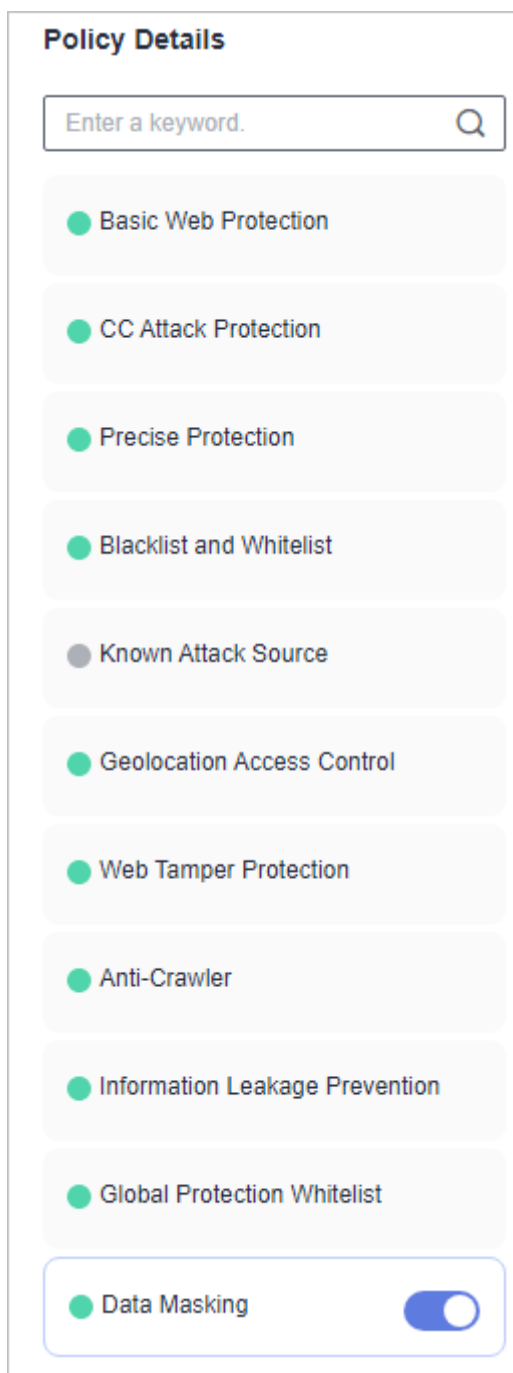 Policy Details
Enter a keyword.
Basic Web Protection
CC Attack Protection
Precise Protection
Blacklist and Whitelist
Known Attack Source
Geolocation Access Control
Web Tamper Protection
Anti-Crawler
Information Leakage Prevention
Global Protection Whitelist
Data Masking